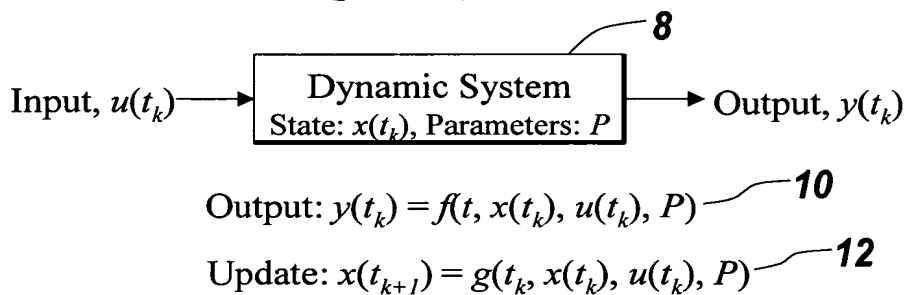 8
Input, u(t_k)
Dynamic System
State: x(t_k), Parameters: P
Output, y(t_k)
10
Output: y(t_k) = f(t, x(t_k), u(t_k), P)
12
Update: x(t_{k+1}) = g(t_k, x(t_k), u(t_k), P)